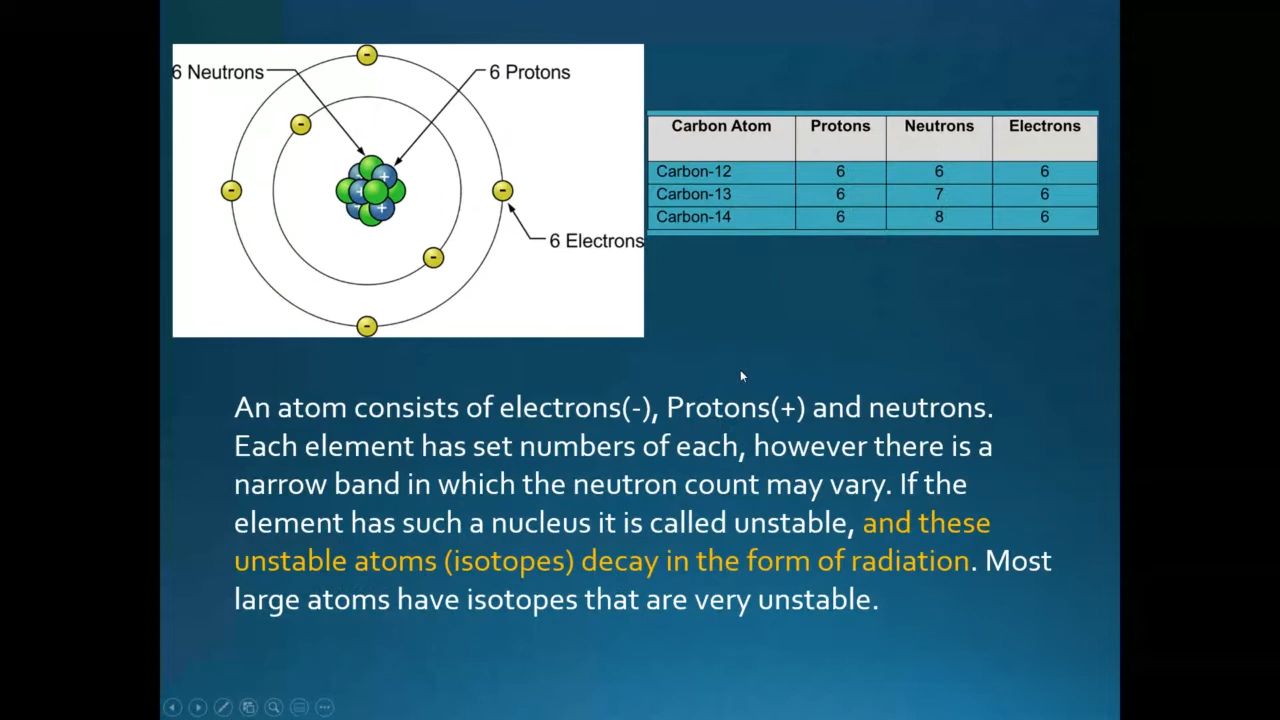 6 Neutrons
6 Protons
6 Electrons
Carbon Atom Protons Neutrons Electrons
Carbon-12 6 6 6
Carbon-13 6 7 6
Carbon-14 6 8 6
An atom consists of electrons(-), Protons(+) and neutrons.
Each element has set numbers of each, however there is a
narrow band in which the neutron count may vary. If the
element has such a nucleus it is called unstable, and these
unstable atoms (isotopes) decay in the form of radiation. Most
large atoms have isotopes that are very unstable.